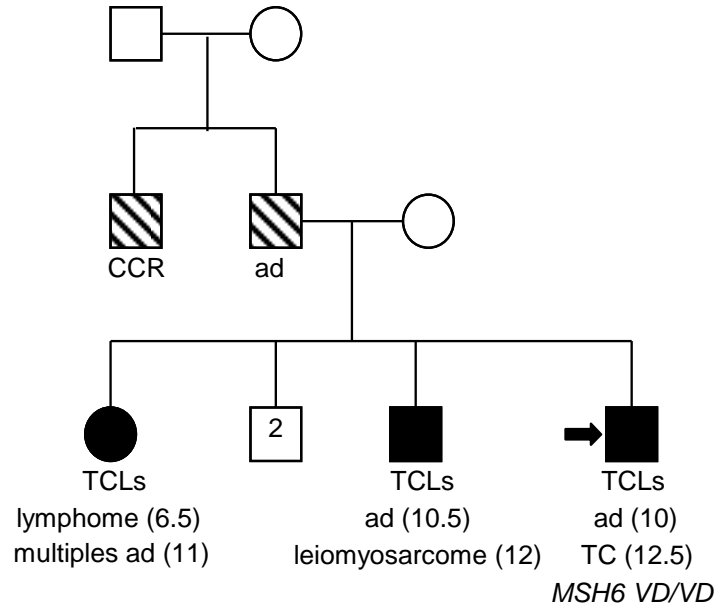 CCR
ad
2
TCLs
lymphome (6.5)
multiples ad (11)
TCLs
ad (10.5)
leiomyosarcome (12)
TCLs
ad (10)
TC (12.5)
MSH6 VD/VD